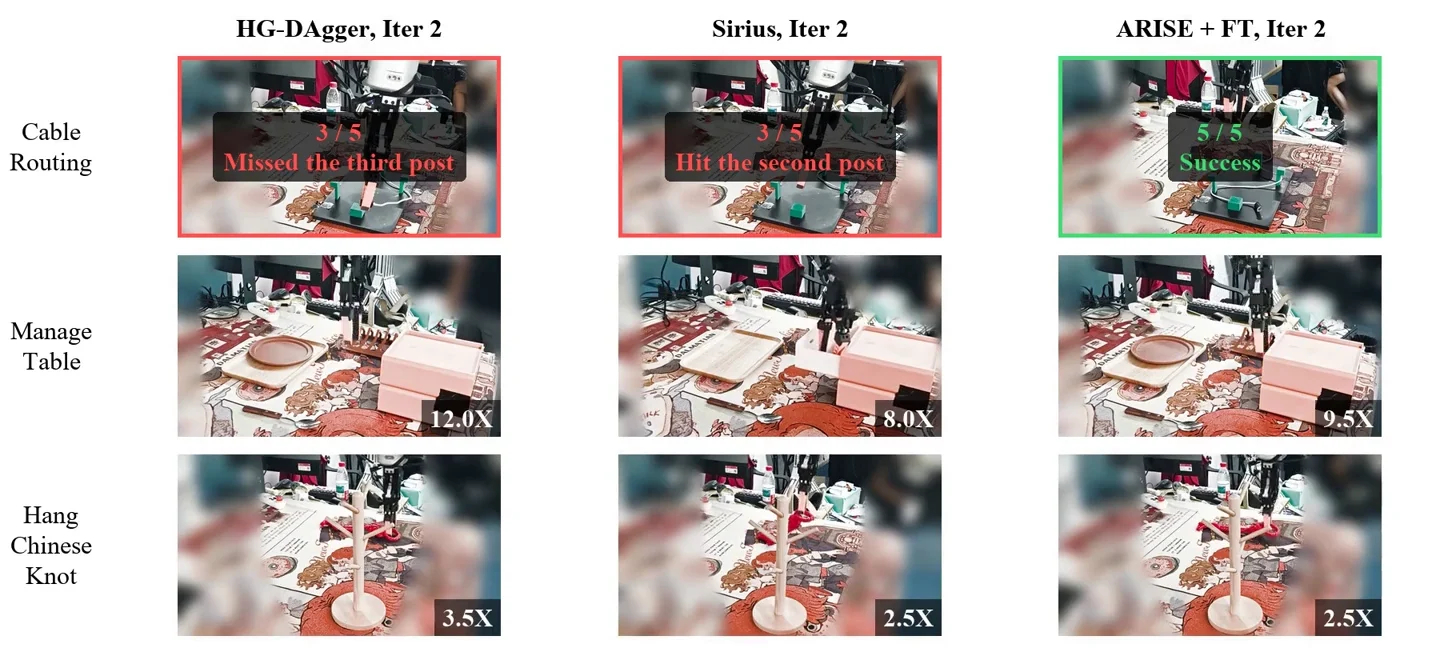 HG-DAgger, Iter 2
Sirius, Iter 2
ARISE + FT, Iter 2
Cable
Routing
3 / 5
Missed the third post
3 / 5
Hit the second post
5 / 5
Success
Manage
Table
DALMATIAN
12.0X
8.0X
9.5X
Hang
Chinese
Knot
3.5X
2.5X
2.5X